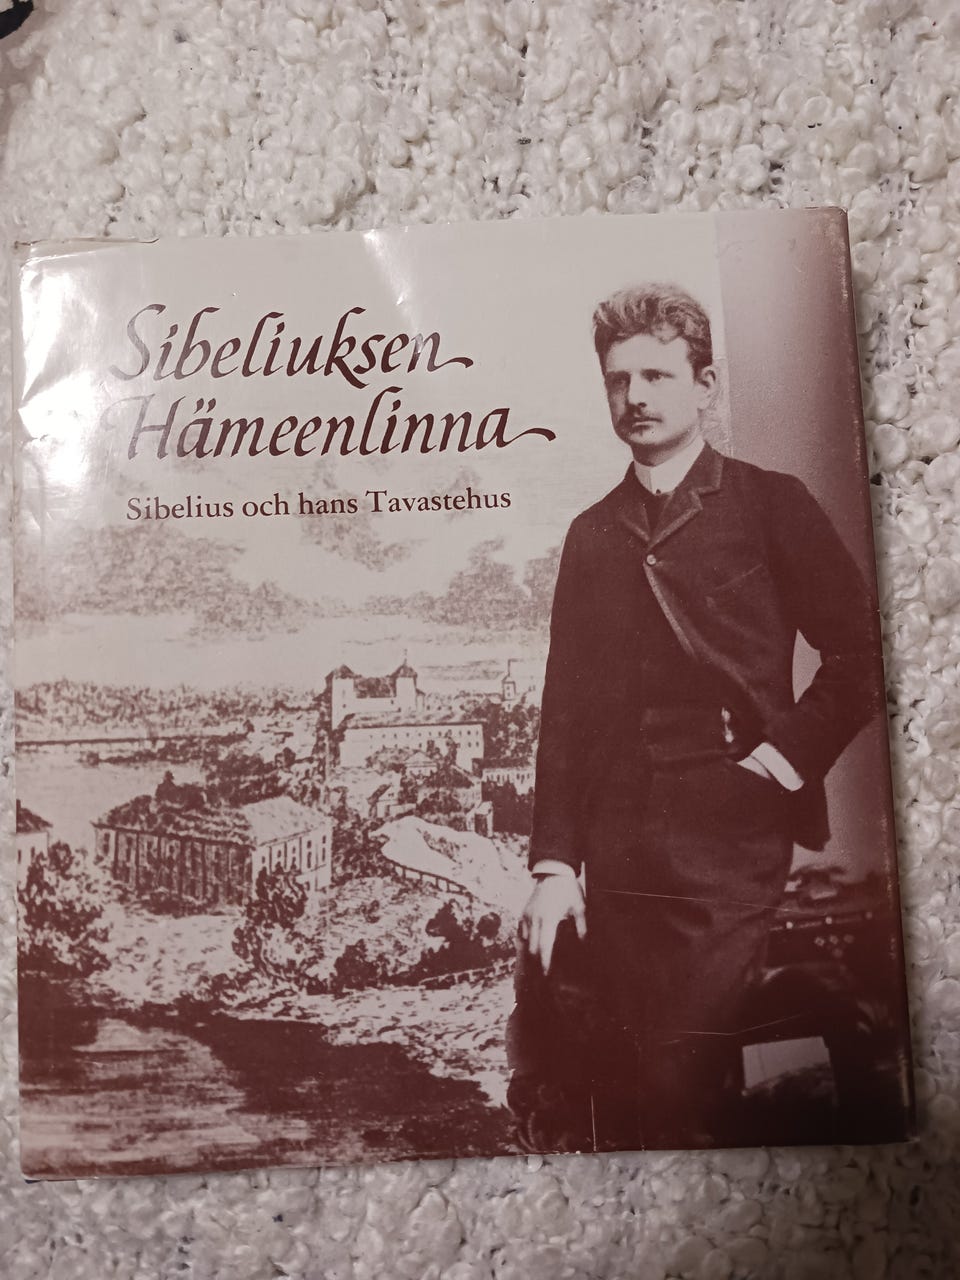 Sibeliuksen
Hämeenlinna
Sibelius och hans Tavastehus